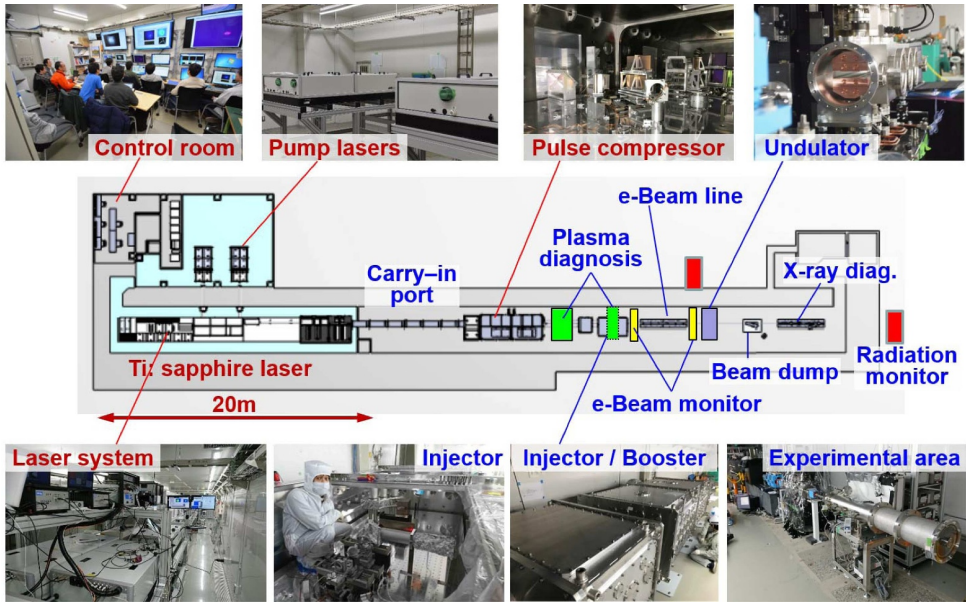 Control room
Pump lasers
Pulse compressor
Undulator
e-Beam line
Plasma
diagnosis
X-ray diag.
Carry–in
port
Ti: sapphire laser
Beam dump
Radiation
monitor
20m
e-Beam monitor
Laser system
Injector
Injector / Booster
Experimental area